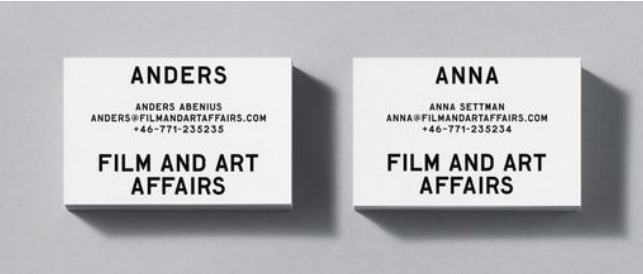 ANDERS
ANDERS ABENIUS
ANDERS@FILMANDARTAFFAIRS.COM
+46-771-235235
FILM AND ART
AFFAIRS
ANNA
ANNA SETTMAN
ANNA@FILMANDARTAFFAIRS.COM
+46-771-235234
FILM AND ART
AFFAIRS